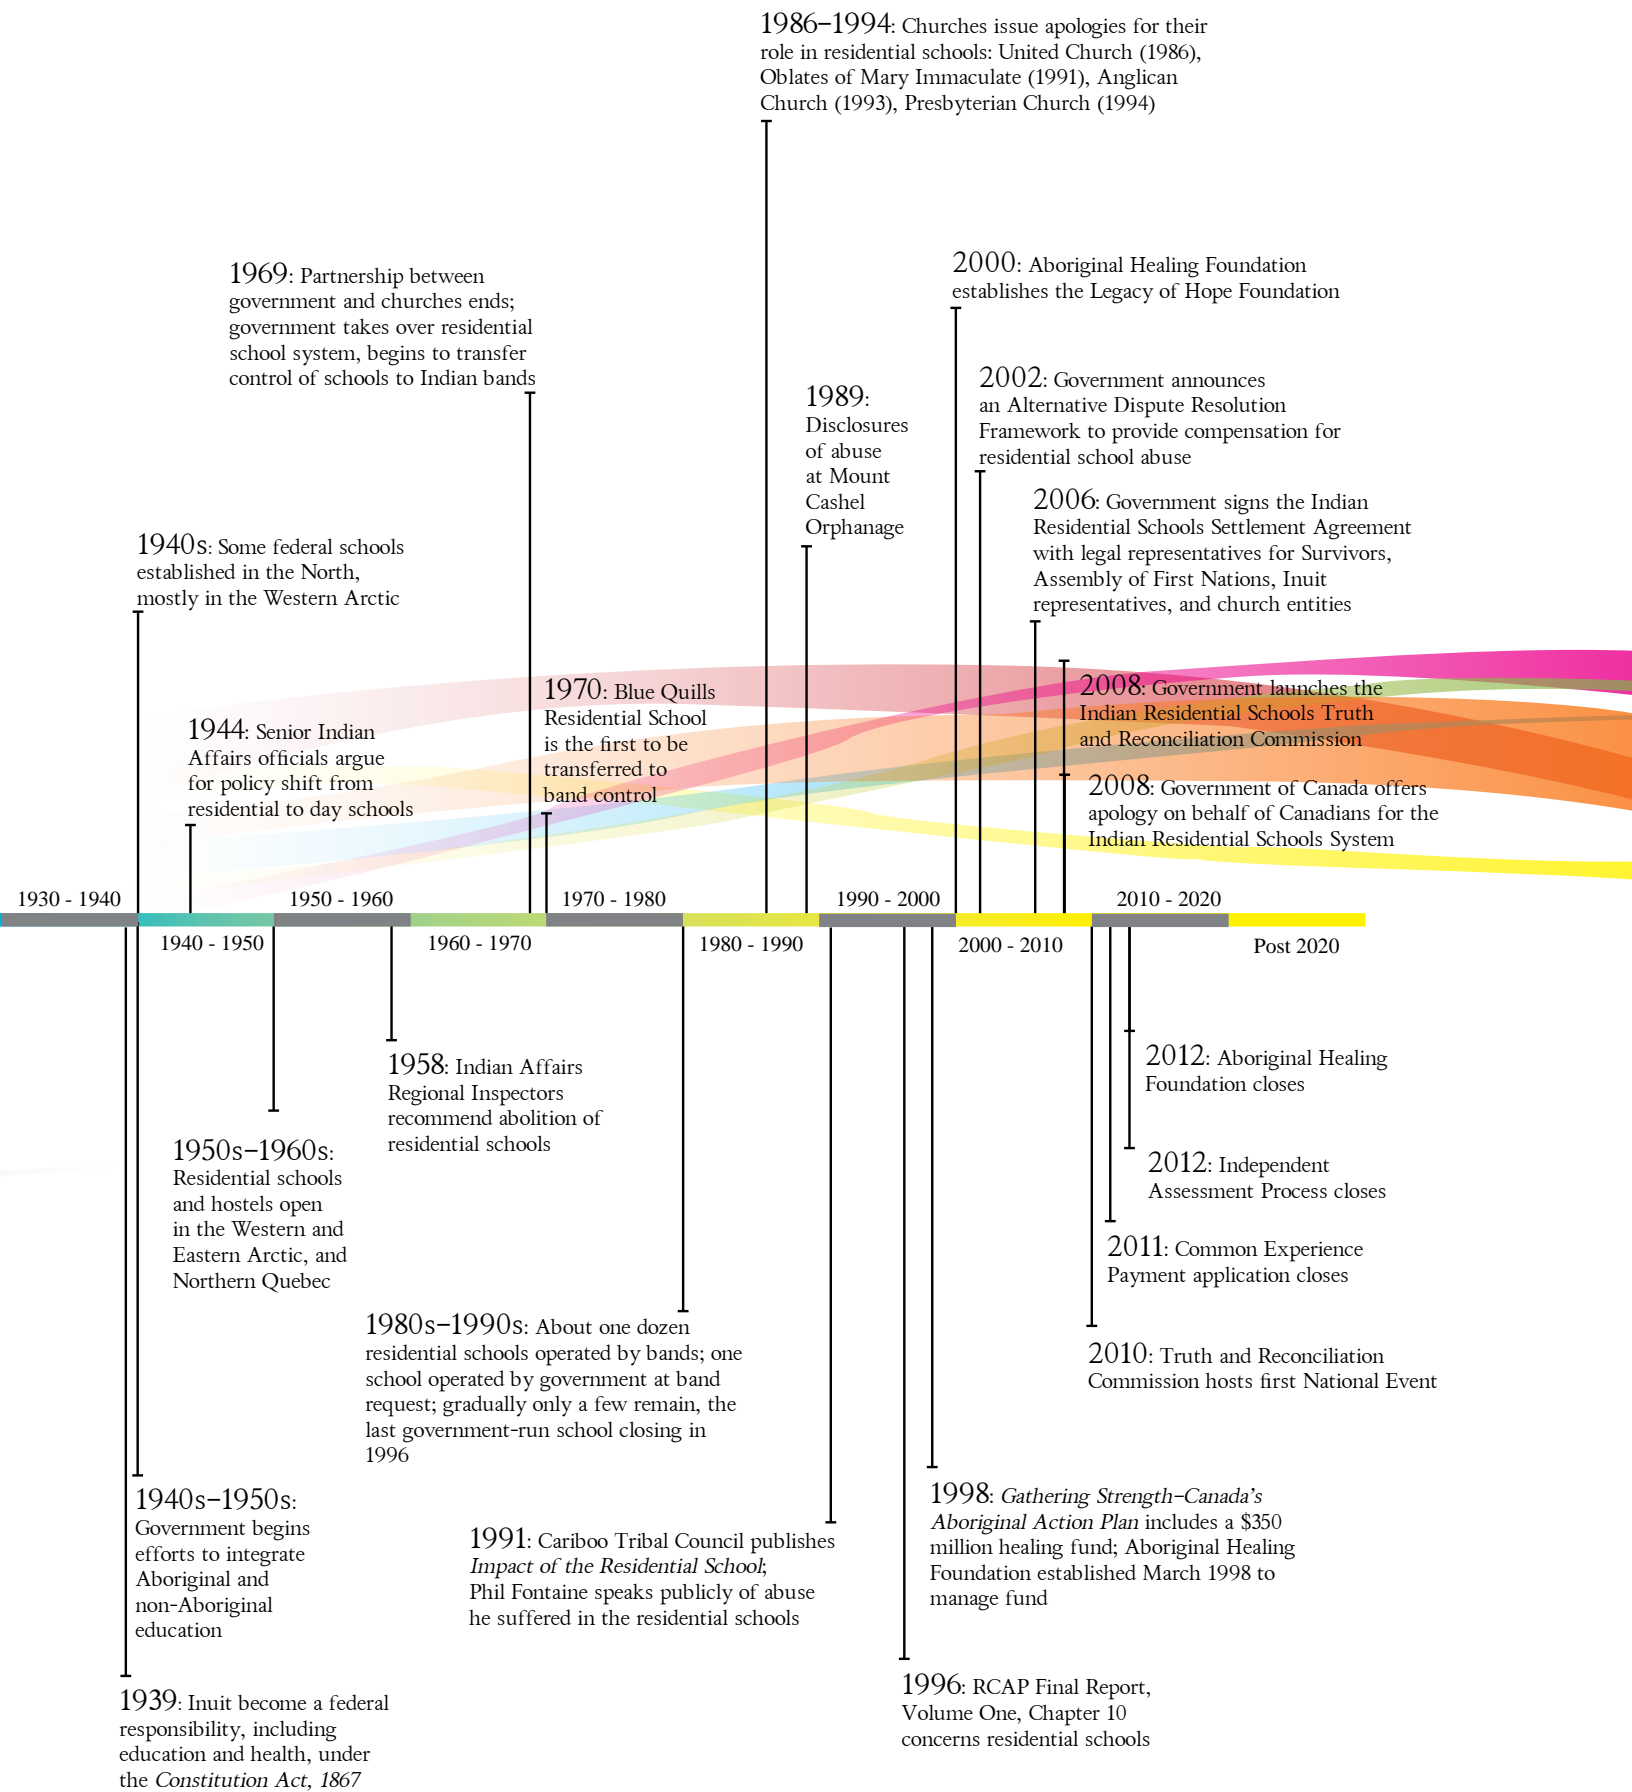 1986–1994: Churches issue apologies for their
role in residential schools: United Church (1986),
Oblates of Mary Immaculate (1991), Anglican
Church (1993), Presbyterian Church (1994)
1969: Partnership between
government and churches ends;
government takes over residential
school system, begins to transfer
control of schools to Indian bands
2000: Aboriginal Healing Foundation
establishes the Legacy of Hope Foundation
1989:
Disclosures
of abuse
at Mount
Cashel
Orphanage
2002: Government announces
an Alternative Dispute Resolution
Framework to provide compensation for
residential school abuse
2006: Government signs the Indian
Residential Schools Settlement Agreement
with legal representatives for Survivors,
Assembly of First Nations, Inuit
representatives, and church entities
1940s: Some federal schools
established in the North,
mostly in the Western Arctic
1944: Senior Indian
Affairs officials argue
for policy shift from
residential to day schools
1970: Blue Quills
Residential School
is the first to be
transferred to
band control
2008: Government launches the
Indian Residential Schools Truth
and Reconciliation Commission
2008: Government of Canada offers
apology on behalf of Canadians for the
Indian Residential Schools System
1930 - 1940
1950 - 1960
1970 - 1980
1990 - 2000
2010 - 2020
1940 - 1950
1960 - 1970
1980 - 1990
2000 - 2010
Post 2020
1958: Indian Affairs
Regional Inspectors
recommend abolition of
residential schools
2012: Aboriginal Healing
Foundation closes
1950s–1960s:
Residential schools
and hostels open
in the Western and
Eastern Arctic, and
Northern Quebec
2012: Independent
Assessment Process closes
2011: Common Experience
Payment application closes
1980s–1990s: About one dozen
residential schools operated by bands; one
school operated by government at band
request; gradually only a few remain, the
last government-run school closing in
1996
2010: Truth and Reconciliation
Commission hosts first National Event
1940s–1950s:
Government begins
efforts to integrate
Aboriginal and
non-Aboriginal
education
1991: Cariboo Tribal Council publishes
Impact of the Residential School;
Phil Fontaine speaks publicly of abuse
he suffered in the residential schools
1998: Gathering Strength–Canada's
Aboriginal Action Plan includes a $350
million healing fund; Aboriginal Healing
Foundation established March 1998 to
manage fund
1996: RCAP Final Report,
Volume One, Chapter 10
concerns residential schools
1939: Inuit become a federal
responsibility, including
education and health, under
the Constitution Act, 1867